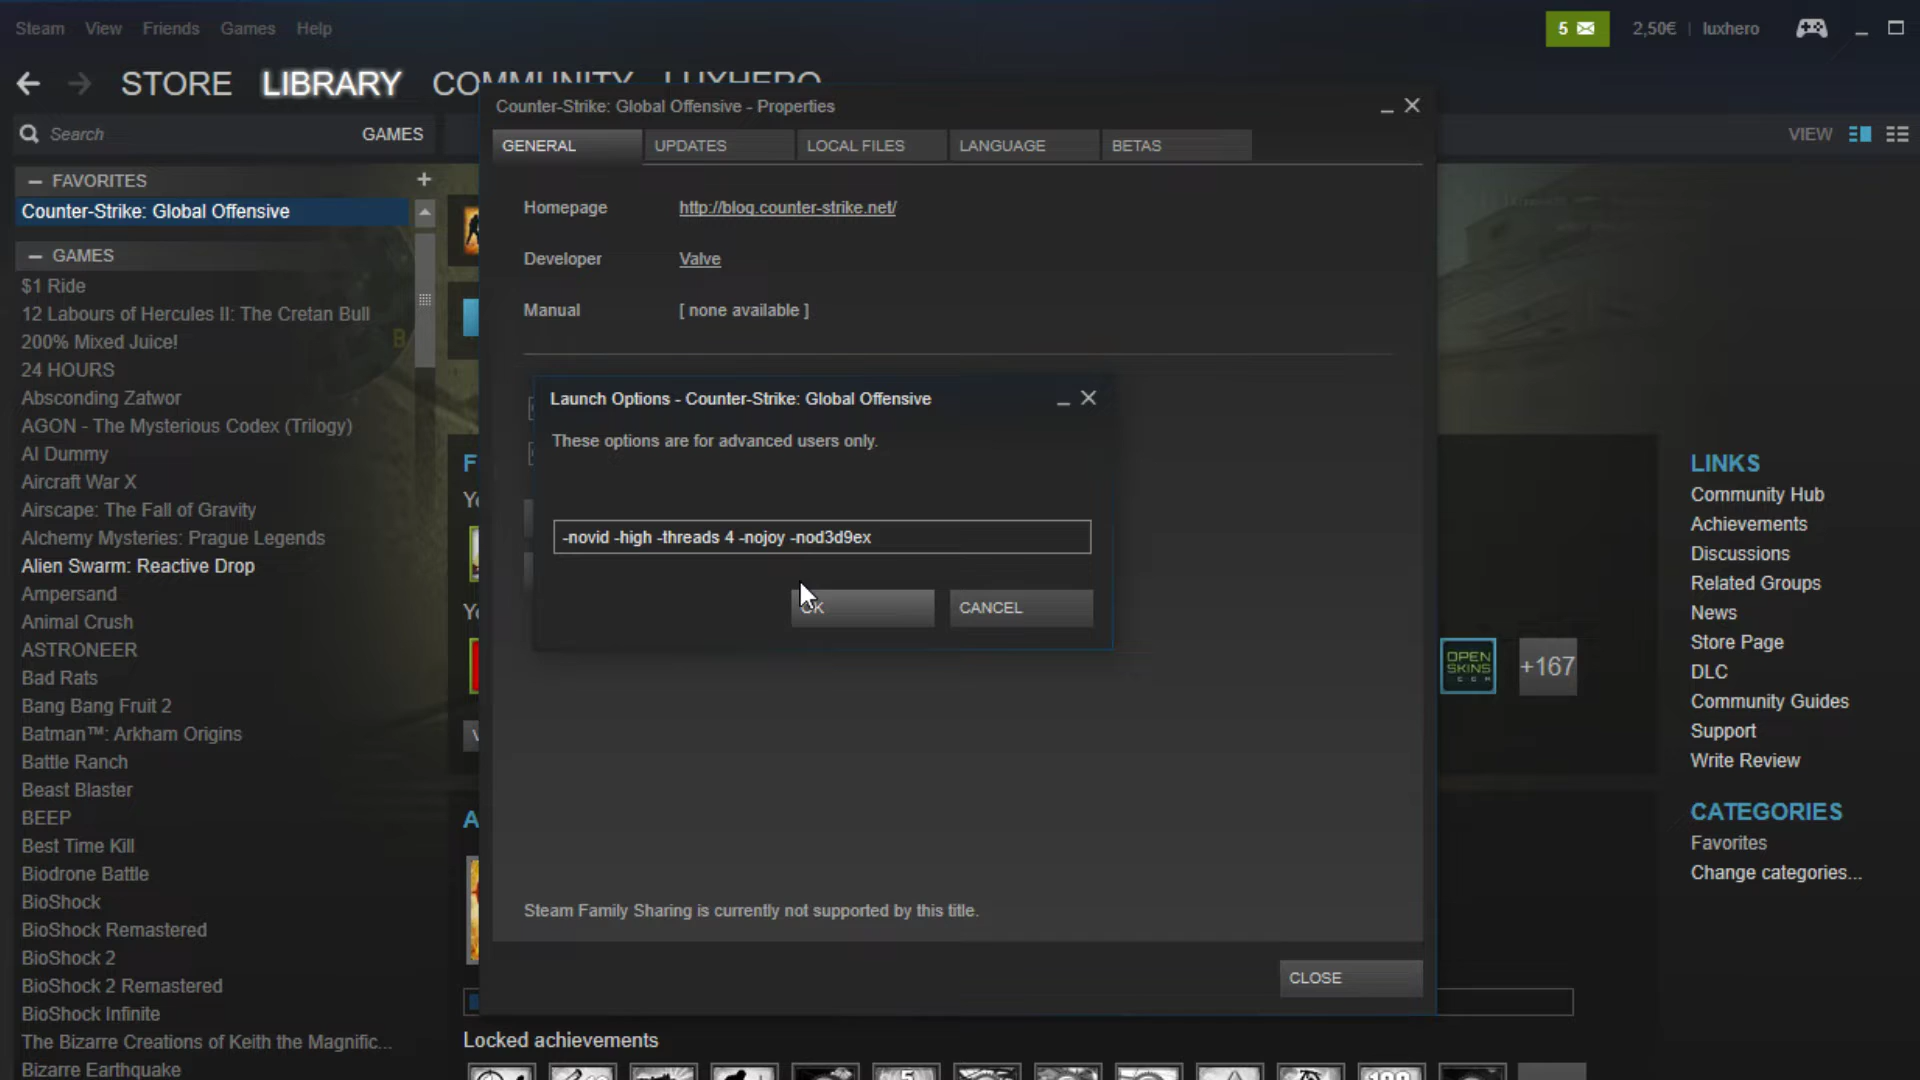 Steam View Friends Games Help
5
2,50€ | luxhero
STORE LIBRARY COMMUNITY LUXHERO
Search
GAMES
VIEW
Counter-Strike: Global Offensive - Properties
GENERAL
UPDATES
LOCAL FILES
LANGUAGE
BETAS
— FAVORITES +
Counter-Strike: Global Offensive
— GAMES
$1 Ride
12 Labours of Hercules II: The Cretan Bull
200% Mixed Juice!
24 HOURS
Absconding Zatwor
AGON - The Mysterious Codex (Trilogy)
AI Dummy
Aircraft War X
Airscape: The Fall of Gravity
Alchemy Mysteries: Prague Legends
Alien Swarm: Reactive Drop
Ampersand
Animal Crush
ASTRONEER
Bad Rats
Bang Bang Fruit 2
Batman™: Arkham Origins
Battle Ranch
Beast Blaster
BEEP
Best Time Kill
Biodrone Battle
BioShock
BioShock Remastered
BioShock 2
BioShock 2 Remastered
BioShock Infinite
The Bizarre Creations of Keith the Magnific...
Bizarre Earthquake
Homepage http://blog.counter-strike.net/
Developer Valve
Manual [ none available ]
Launch Options - Counter-Strike: Global Offensive
These options are for advanced users only.
-novid -high -threads 4 -nojoy -nod3d9ex
OK
CANCEL
Steam Family Sharing is currently not supported by this title.
CLOSE
Locked achievements
OPEN
SKINS
+167
LINKS
Community Hub
Achievements
Discussions
Related Groups
News
Store Page
DLC
Community Guides
Support
Write Review
CATEGORIES
Favorites
Change categories...